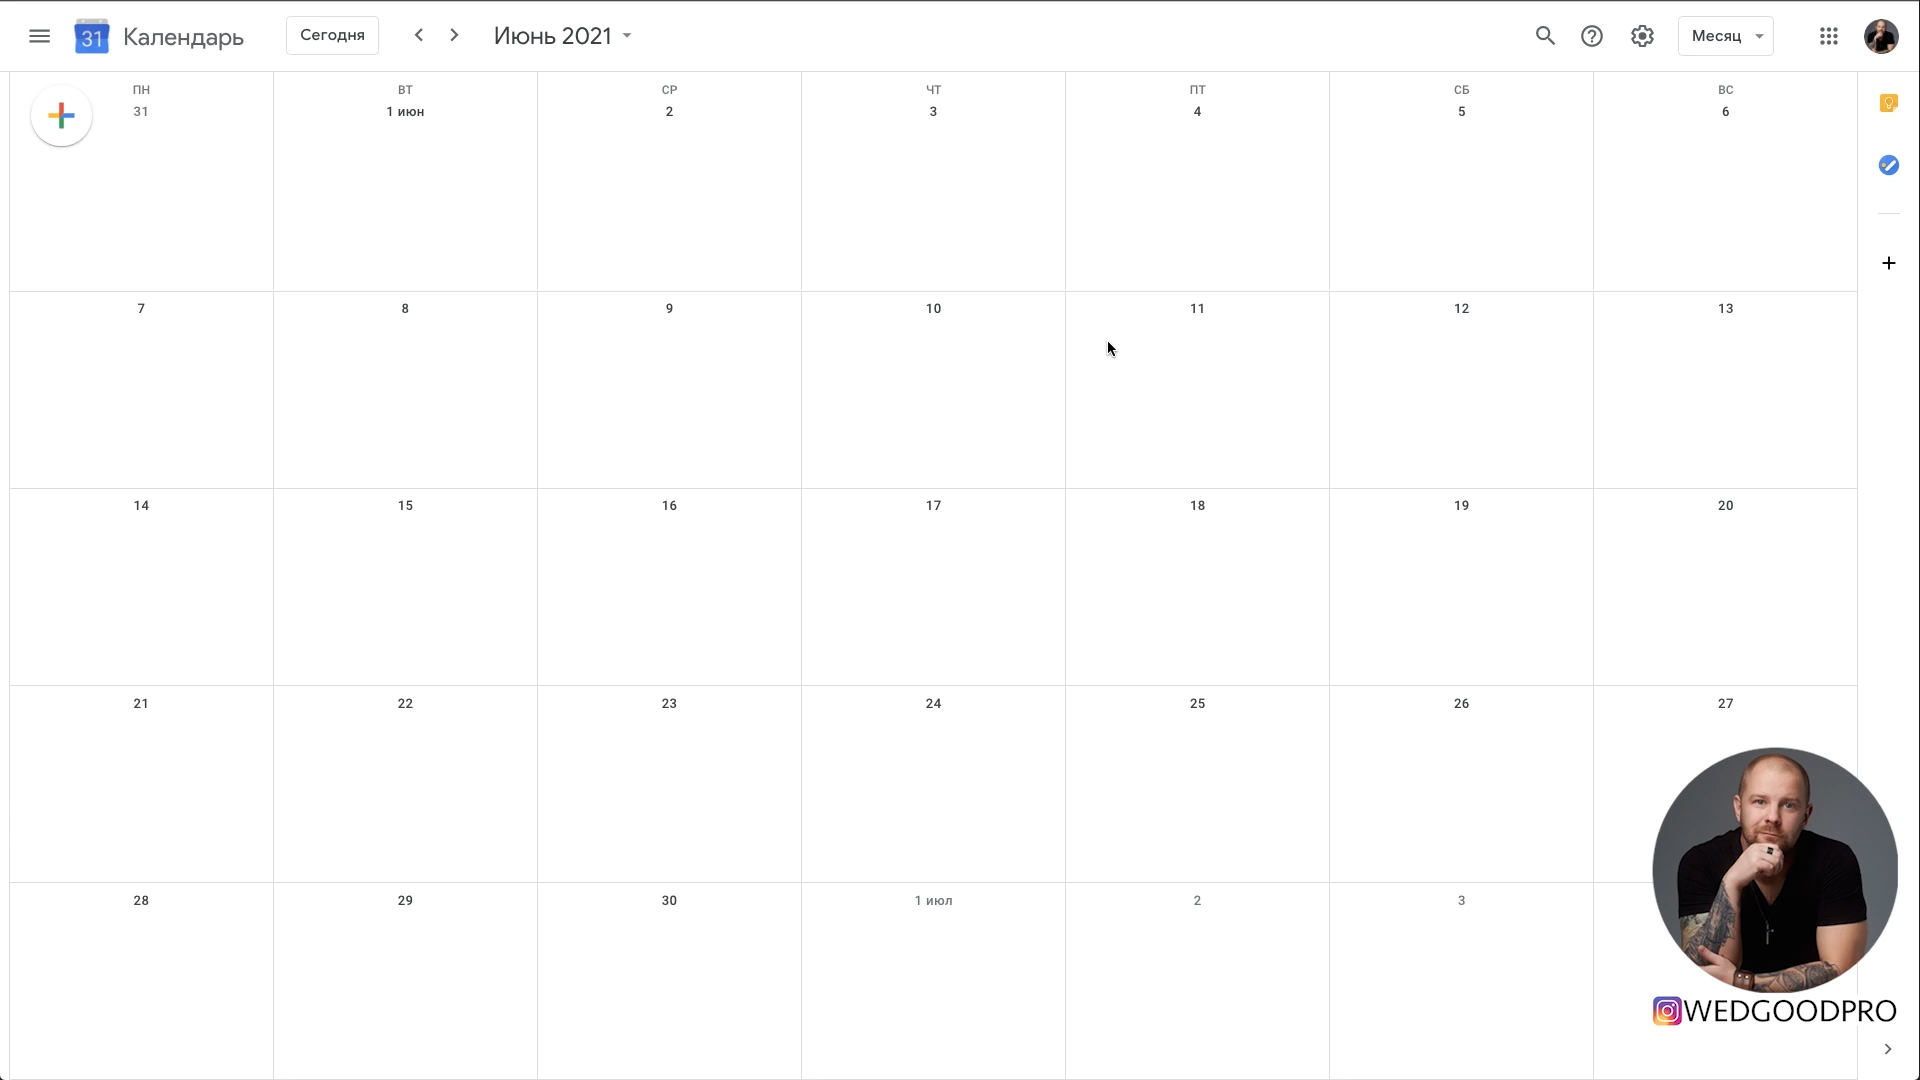 31 Календарь Сегодня Июнь 2021 Месяц
ПН ВТ СР ЧТ ПТ СБ ВС
31 1 июн 2 3 4 5 6
7 8 9 10 11 12 13
14 15 16 17 18 19 20
21 22 23 24 25 26 27
28 29 30 1 июл 2 3
WEDGOODPRO